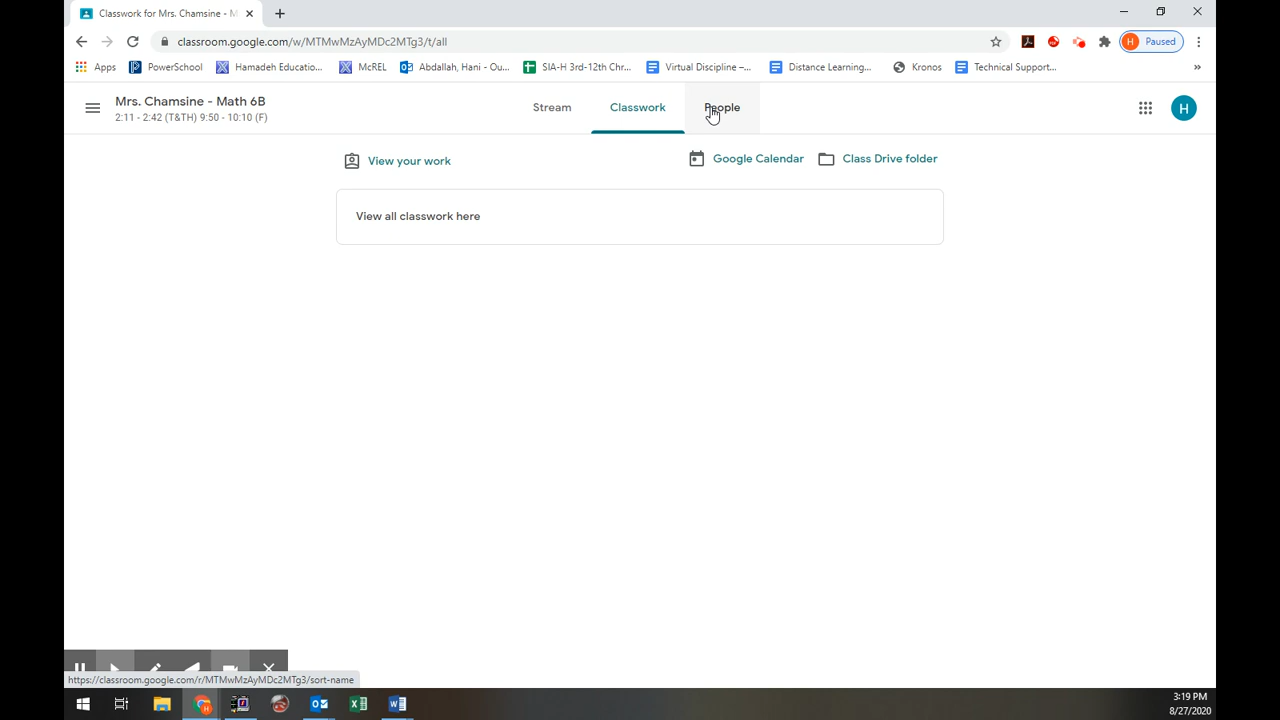 Classwork for Mrs. Chamsine - M
classroom.google.com/w/MTMwMzAyMDc2MTg3/t/all
H Paused
Apps PowerSchool Hamadeh Educatio... McREL Abdallah, Hani - Ou... SIA-H 3rd-12th Chr... Virtual Discipline –... Distance Learning... Kronos Technical Support... »
Mrs. Chamsine - Math 6B
2:11 - 2:42 (T&TH) 9:50 - 10:10 (F)
Stream Classwork People
H
View your work
Google Calendar Class Drive folder
View all classwork here
https://classroom.google.com/r/MTMwMzAyMDc2MTg3/sort-name
3:19 PM
8/27/2020